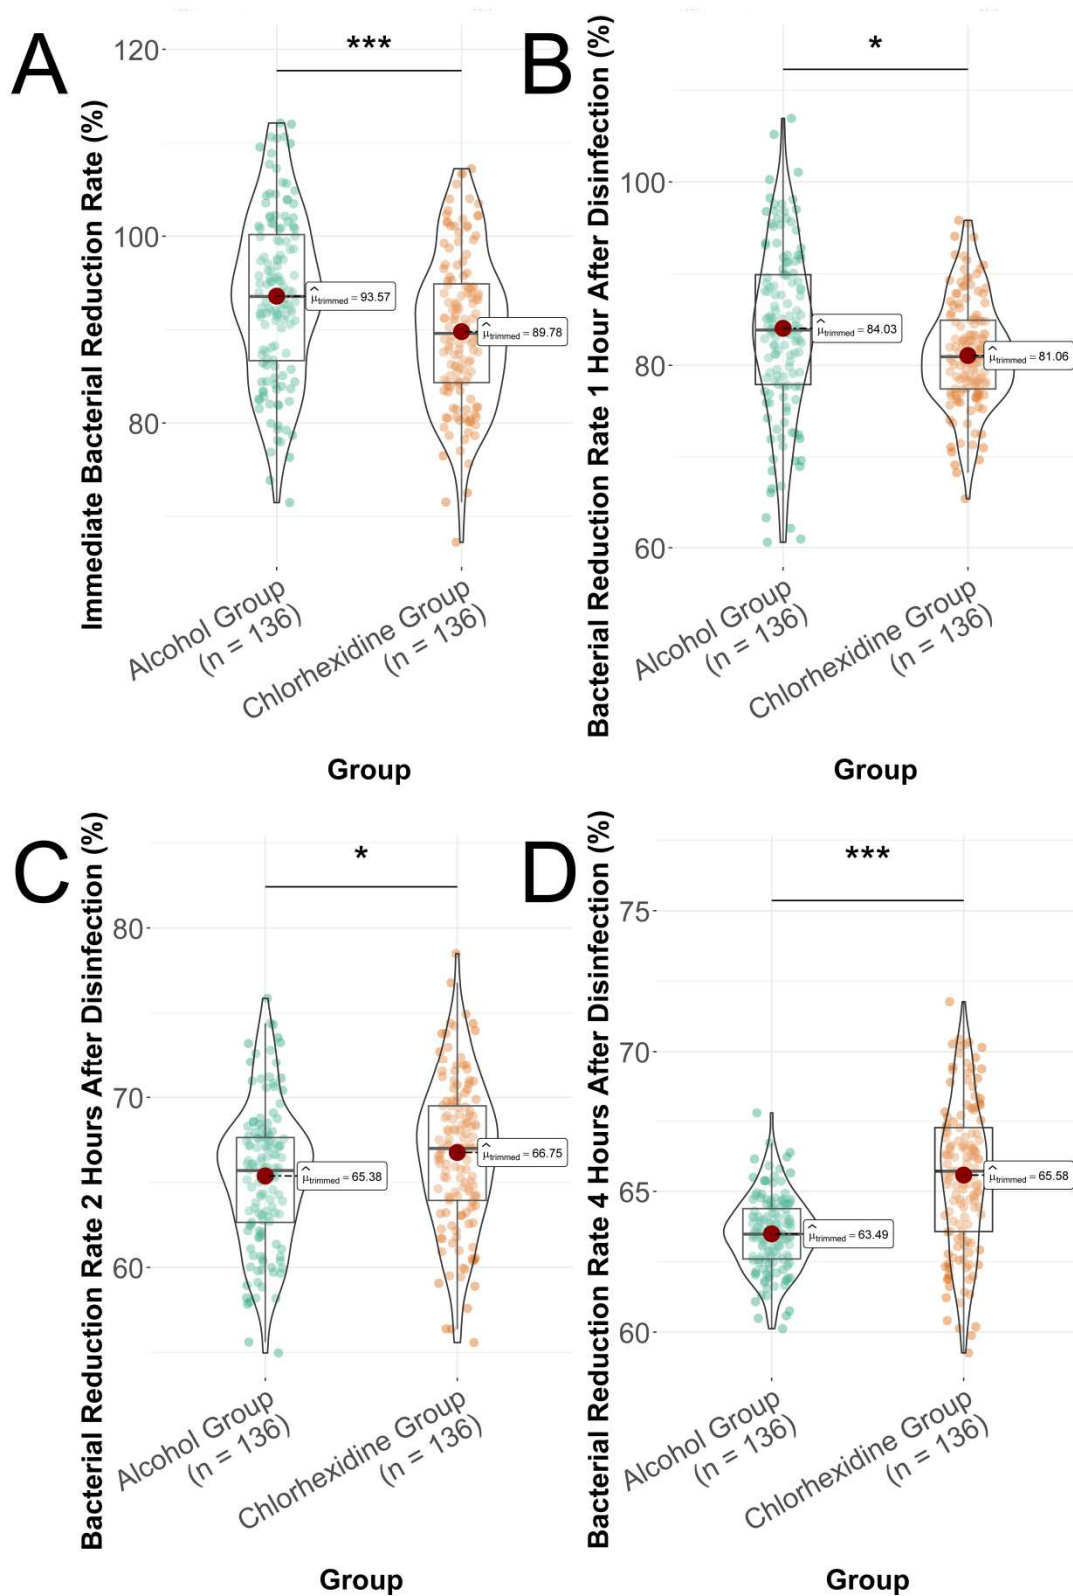 A
Immediate Bacterial Reduction Rate (%)
120
100
80
***
μ̂trimmed = 93.57
μ̂trimmed = 89.78
Alcohol Group
(n = 136)
Chlorhexidine Group
(n = 136)
Group
B
Bacterial Reduction Rate 1 Hour After Disinfection (%)
100
80
60
*
μ̂trimmed = 84.03
μ̂trimmed = 81.06
Alcohol Group
(n = 136)
Chlorhexidine Group
(n = 136)
Group
C
Bacterial Reduction Rate 2 Hours After Disinfection (%)
80
70
60
*
μ̂trimmed = 65.38
μ̂trimmed = 66.75
Alcohol Group
(n = 136)
Chlorhexidine Group
(n = 136)
Group
D
Bacterial Reduction Rate 4 Hours After Disinfection (%)
75
70
65
60
***
μ̂trimmed = 63.49
μ̂trimmed = 65.58
Alcohol Group
(n = 136)
Chlorhexidine Group
(n = 136)
Group